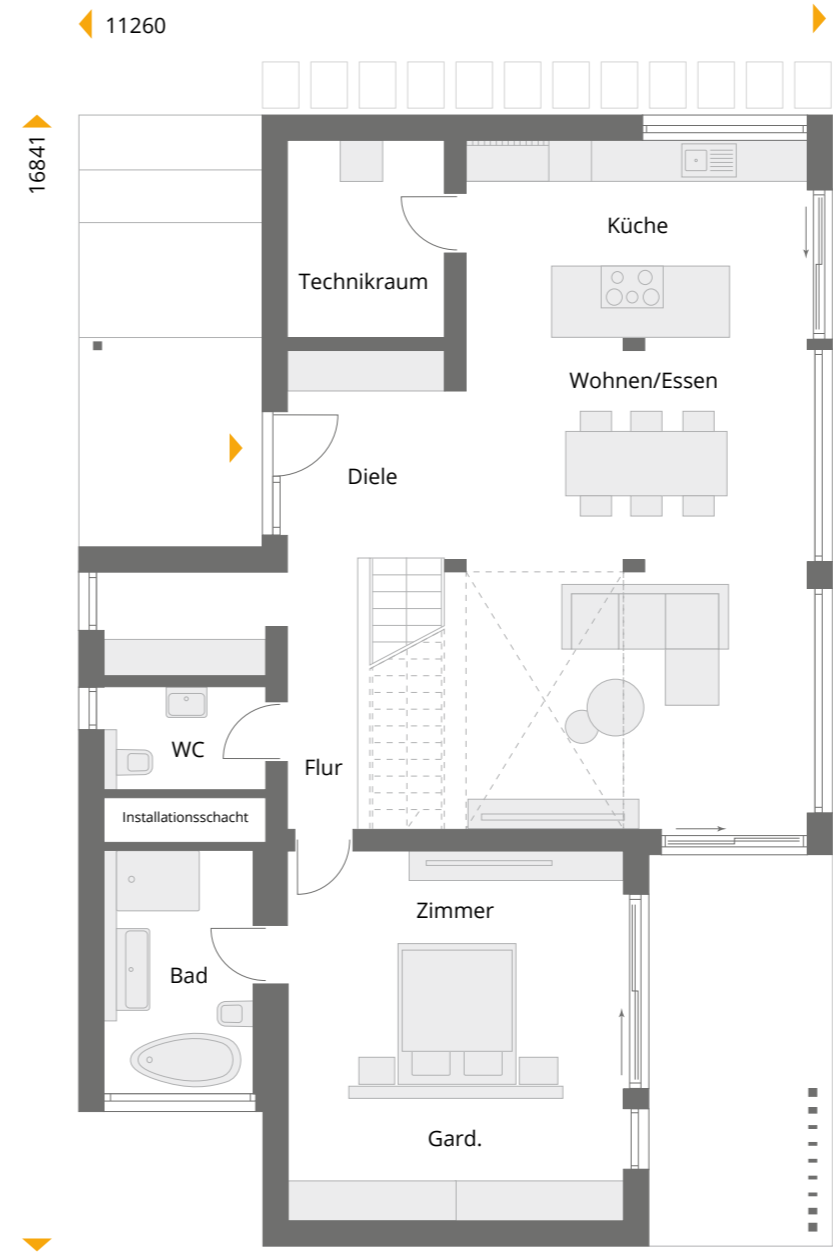 11260
16841
Küche
Technikraum
Wohnen/Essen
Diele
WC
Flur
Installationsschacht
Zimmer
Bad
Gard.